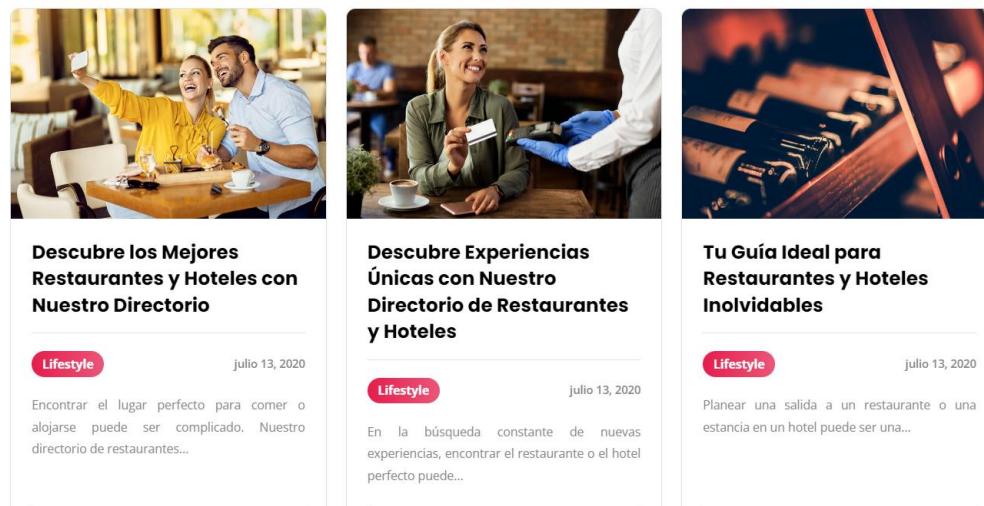 Descubre los Mejores
Restaurantes y Hoteles con
Nuestro Directorio
Lifestyle
julio 13, 2020
Encontrar el lugar perfecto para comer o
alojarse puede ser complicado. Nuestro
directorio de restaurantes...
Descubre Experiencias
Únicas con Nuestro
Directorio de Restaurantes
y Hoteles
Lifestyle
julio 13, 2020
En la búsqueda constante de nuevas
experiencias, encontrar el restaurante o el hotel
perfecto puede...
Tu Guía Ideal para
Restaurantes y Hoteles
Inolvidables
Lifestyle
julio 13, 2020
Planear una salida a un restaurante o una
estancia en un hotel puede ser una...